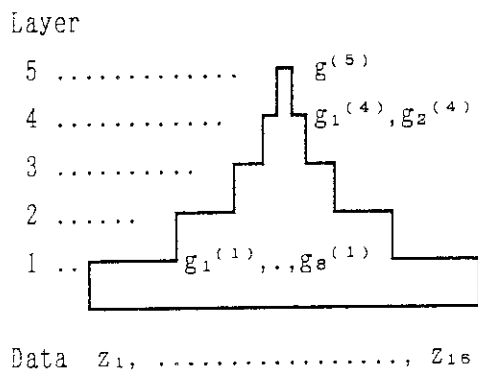 Layer
5 ............. g⁽⁵⁾
4 ............ g₁⁽⁴⁾,g₂⁽⁴⁾
3 ..........
2 ......
1 .. g₁⁽¹⁾,..,g₈⁽¹⁾
Data Z₁, ................., Z₁₆